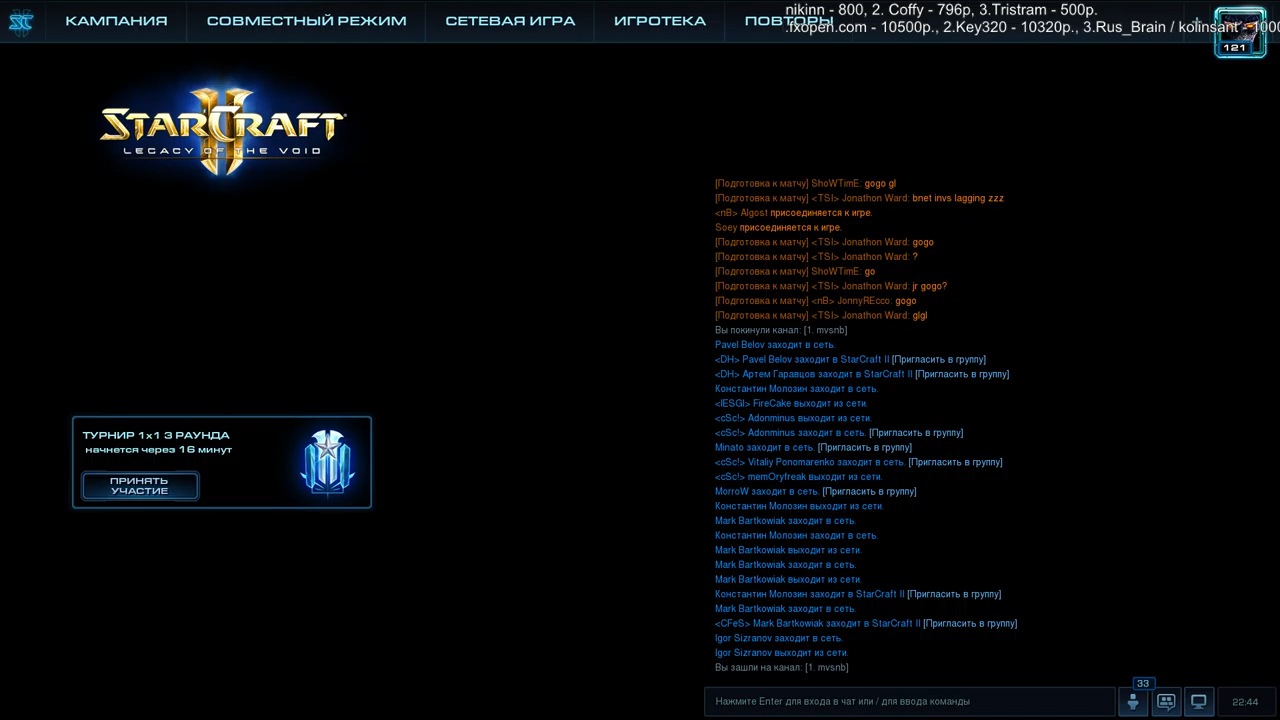 КАМПАНИЯ
СОВМЕСТНЫЙ РЕЖИМ
СЕТЕВАЯ ИГРА
ИГРОТЕКА
ПОВТОРЫ
nikinn - 800, 2. Coffy - 796р, 3.Tristram - 500р.
.fxopen.com - 10500р., 2.Key320 - 10320р., 3.Rus_Brain / kolinsant - 1000
121
STARCRAFT II
LEGACY OF THE VOID
[Подготовка к матчу] ShoWTimE: gogo gl
[Подготовка к матчу] <TSI> Jonathon Ward: bnet invs lagging zzz
<nB> Algost присоединяется к игре.
Soey присоединяется к игре.
[Подготовка к матчу] <TSI> Jonathon Ward: gogo
[Подготовка к матчу] <TSI> Jonathon Ward: ?
[Подготовка к матчу] ShoWTimE: go
[Подготовка к матчу] <TSI> Jonathon Ward: jr gogo?
[Подготовка к матчу] <nB> JonnyREcco: gogo
[Подготовка к матчу] <TSI> Jonathon Ward: glgl
Вы покинули канал: [1. mvsnb]
Pavel Belov заходит в сеть.
<DH> Pavel Belov заходит в StarCraft II [Пригласить в группу]
<DH> Артем Гаравцов заходит в StarCraft II [Пригласить в группу]
Константин Молозин заходит в сеть.
<IESGI> FireCake выходит из сети.
<cSc!> Adonminus выходит из сети.
<cSc!> Adonminus заходит в сеть. [Пригласить в группу]
Minato заходит в сеть. [Пригласить в группу]
<cSc!> Vitaliy Ponomarenko заходит в сеть. [Пригласить в группу]
<cSc!> memOryfreak выходит из сети.
MorroW заходит в сеть. [Пригласить в группу]
Константин Молозин выходит из сети.
Mark Bartkowiak заходит в сеть.
Константин Молозин заходит в сеть.
Mark Bartkowiak выходит из сети.
Mark Bartkowiak заходит в сеть.
Mark Bartkowiak выходит из сети.
Константин Молозин заходит в StarCraft II [Пригласить в группу]
Mark Bartkowiak заходит в сеть.
<CFeS> Mark Bartkowiak заходит в StarCraft II [Пригласить в группу]
Igor Sizranov заходит в сеть.
Igor Sizranov выходит из сети.
Вы зашли на канал: [1. mvsnb]
ТУРНИР 1x1 3 РАУНДА
начнется через 16 минут
ПРИНЯТЬ
УЧАСТИЕ
33
Нажмите Enter для входа в чат или / для ввода команды
22:44